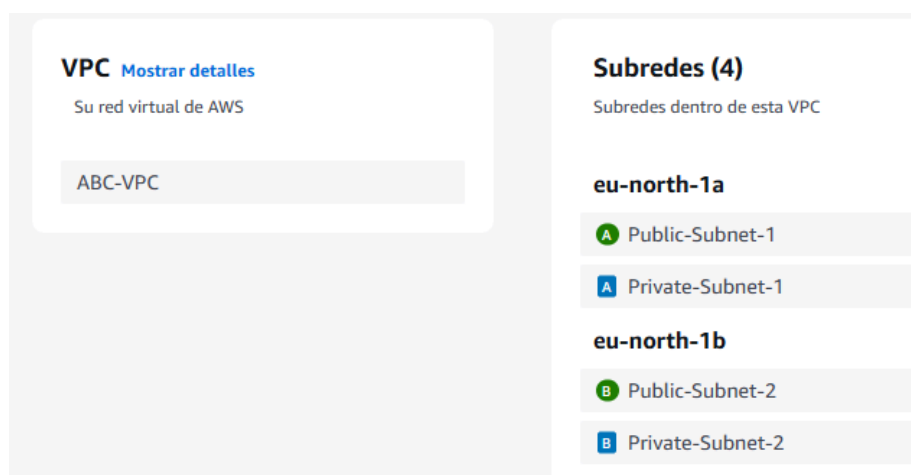 VPC Mostrar detalles
Su red virtual de AWS
ABC-VPC
Subredes (4)
Subredes dentro de esta VPC
eu-north-1a
A Public-Subnet-1
A Private-Subnet-1
eu-north-1b
B Public-Subnet-2
B Private-Subnet-2